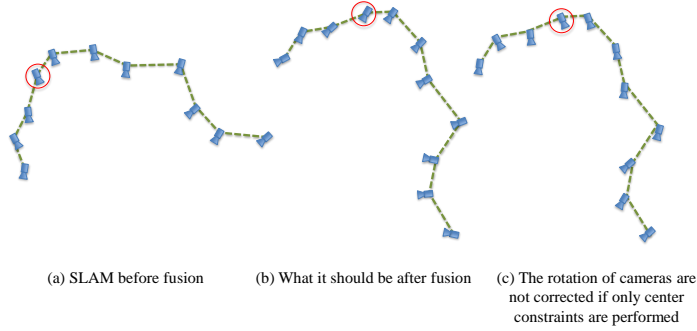 (a) SLAM before fusion
(b) What it should be after fusion
(c) The rotation of cameras are
not corrected if only center
constraints are performed